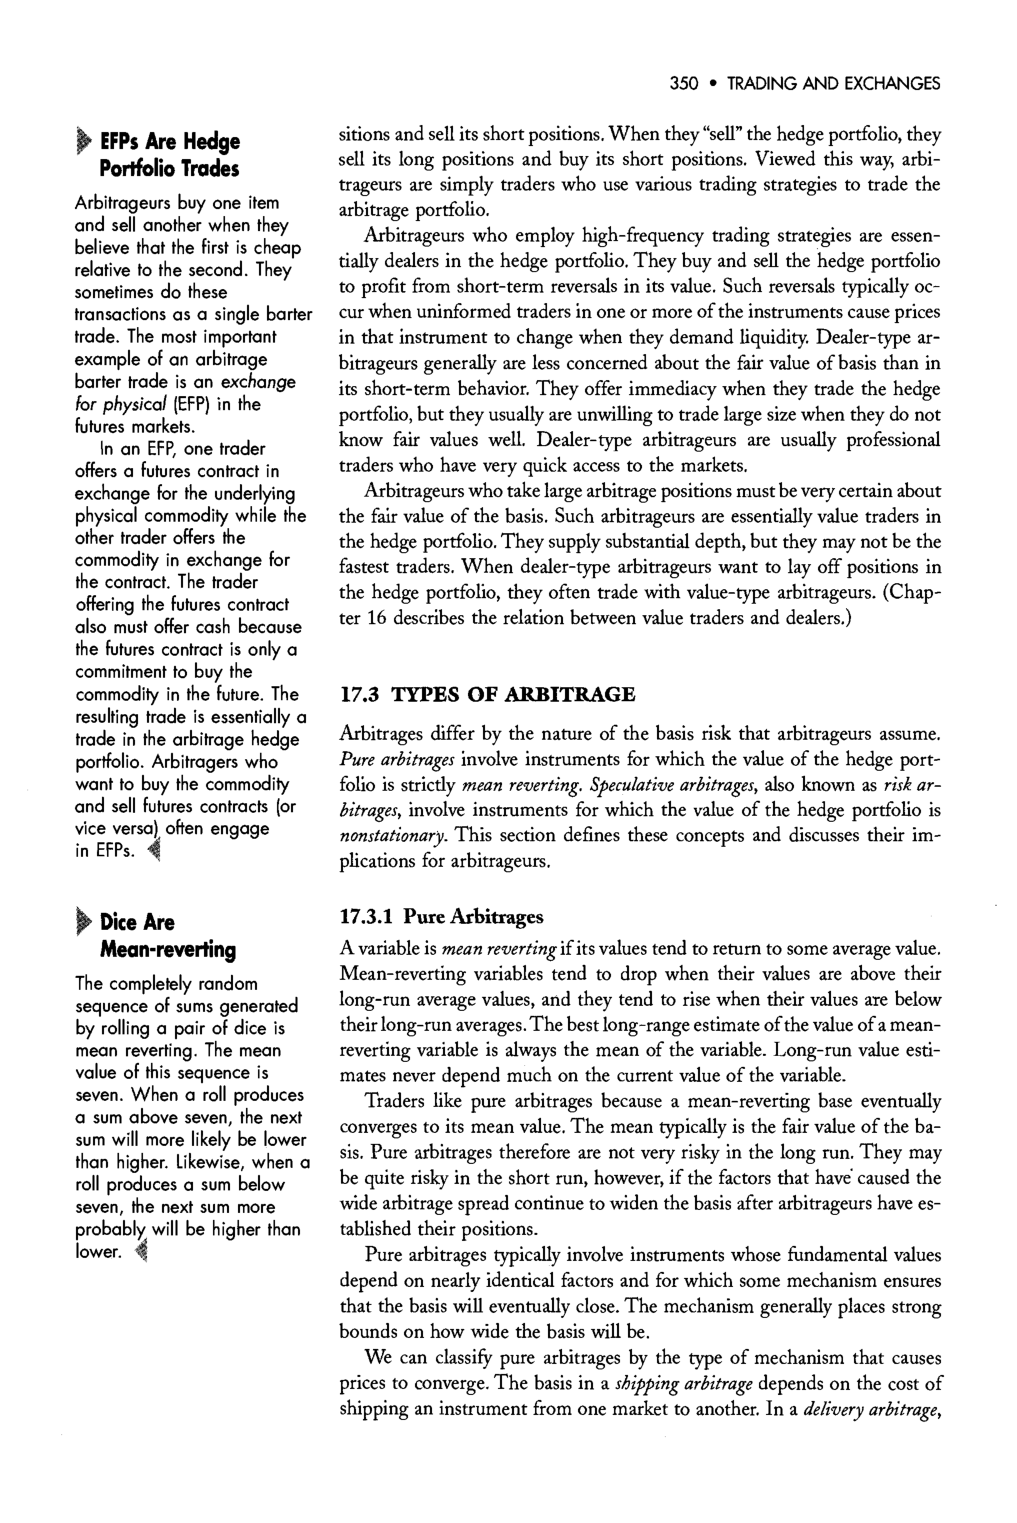 350 • TRADING AND EXCHANGES
EFPs Are Hedge
Portfolio Trades
Arbitrageurs buy one item
and sell another when they
believe that the first is cheap
relative to the second. They
sometimes do these
transactions as a single barter
trade. The most important
example of an arbitrage
barter trade is an exchange
for physical (EFP) in the
futures markets.
In an EFP, one trader
offers a futures contract in
exchange for the underlying
physical commodity while the
other trader offers the
commodity in exchange for
the contract. The trader
offering the futures contract
also must offer cash because
the futures contract is only a
commitment to buy the
commodity in the future. The
resulting trade is essentially a
trade in the arbitrage hedge
portfolio. Arbitragers who
want to buy the commodity
and sell futures contracts (or
vice versa) often engage
in EFPs.
Dice Are
Mean-reverting
The completely random
sequence of sums generated
by rolling a pair of dice is
mean reverting. The mean
value of this sequence is
seven. When a roll produces
a sum above seven, the next
sum will more likely be lower
than higher. Likewise, when a
roll produces a sum below
seven, the next sum more
probably will be higher than
lower.
sitions and sell its short positions. When they “sell” the hedge portfolio, they
sell its long positions and buy its short positions. Viewed this way, arbi-
trageurs are simply traders who use various trading strategies to trade the
arbitrage portfolio.
Arbitrageurs who employ high-frequency trading strategies are essen-
tially dealers in the hedge portfolio. They buy and sell the hedge portfolio
to profit from short-term reversals in its value. Such reversals typically oc-
cur when uninformed traders in one or more of the instruments cause prices
in that instrument to change when they demand liquidity. Dealer-type ar-
bitrageurs generally are less concerned about the fair value of basis than in
its short-term behavior. They offer immediacy when they trade the hedge
portfolio, but they usually are unwilling to trade large size when they do not
know fair values well. Dealer-type arbitrageurs are usually professional
traders who have very quick access to the markets.
Arbitrageurs who take large arbitrage positions must be very certain about
the fair value of the basis. Such arbitrageurs are essentially value traders in
the hedge portfolio. They supply substantial depth, but they may not be the
fastest traders. When dealer-type arbitrageurs want to lay off positions in
the hedge portfolio, they often trade with value-type arbitrageurs. (Chap-
ter 16 describes the relation between value traders and dealers.)
17.3 TYPES OF ARBITRAGE
Arbitrages differ by the nature of the basis risk that arbitrageurs assume.
Pure arbitrages involve instruments for which the value of the hedge port-
folio is strictly mean reverting. Speculative arbitrages, also known as risk ar-
bitrages, involve instruments for which the value of the hedge portfolio is
nonstationary. This section defines these concepts and discusses their im-
plications for arbitrageurs.
17.3.1 Pure Arbitrages
A variable is mean reverting if its values tend to return to some average value.
Mean-reverting variables tend to drop when their values are above their
long-run average values, and they tend to rise when their values are below
their long-run averages. The best long-range estimate of the value of a mean-
reverting variable is always the mean of the variable. Long-run value esti-
mates never depend much on the current value of the variable.
Traders like pure arbitrages because a mean-reverting base eventually
converges to its mean value. The mean typically is the fair value of the ba-
sis. Pure arbitrages therefore are not very risky in the long run. They may
be quite risky in the short run, however, if the factors that have caused the
wide arbitrage spread continue to widen the basis after arbitrageurs have es-
tablished their positions.
Pure arbitrages typically involve instruments whose fundamental values
depend on nearly identical factors and for which some mechanism ensures
that the basis will eventually close. The mechanism generally places strong
bounds on how wide the basis will be.
We can classify pure arbitrages by the type of mechanism that causes
prices to converge. The basis in a shipping arbitrage depends on the cost of
shipping an instrument from one market to another. In a delivery arbitrage,